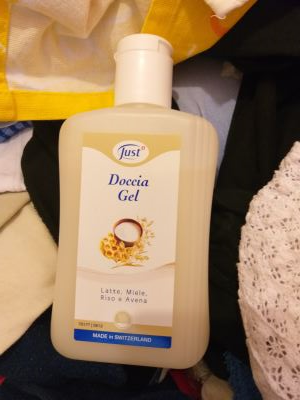 Just
Doccia
Gel
Latte, Miele,
Riso e Avena
MADE in SWITZERLAND